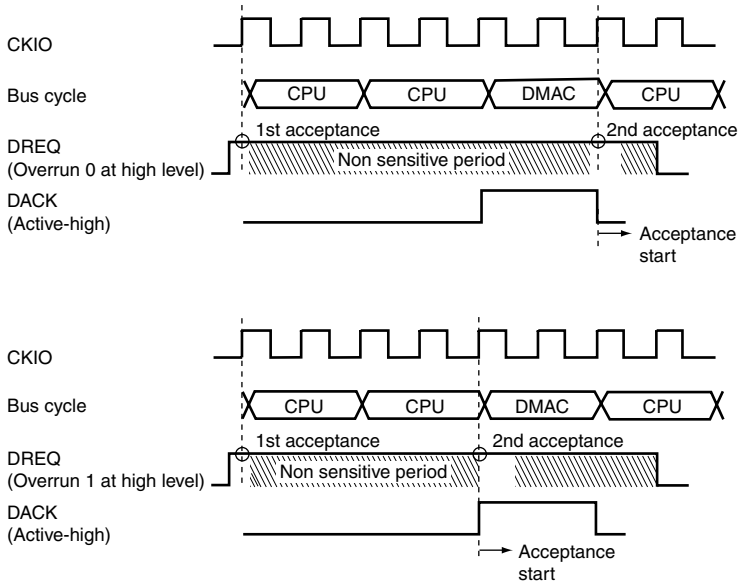 CKIO
Bus cycle
CPU CPU DMAC CPU
DREQ
(Overrun 0 at high level)
1st acceptance
2nd acceptance
Non sensitive period
DACK
(Active-high)
Acceptance
start
CKIO
Bus cycle
CPU CPU DMAC CPU
DREQ
(Overrun 1 at high level)
1st acceptance
2nd acceptance
Non sensitive period
DACK
(Active-high)
Acceptance
start